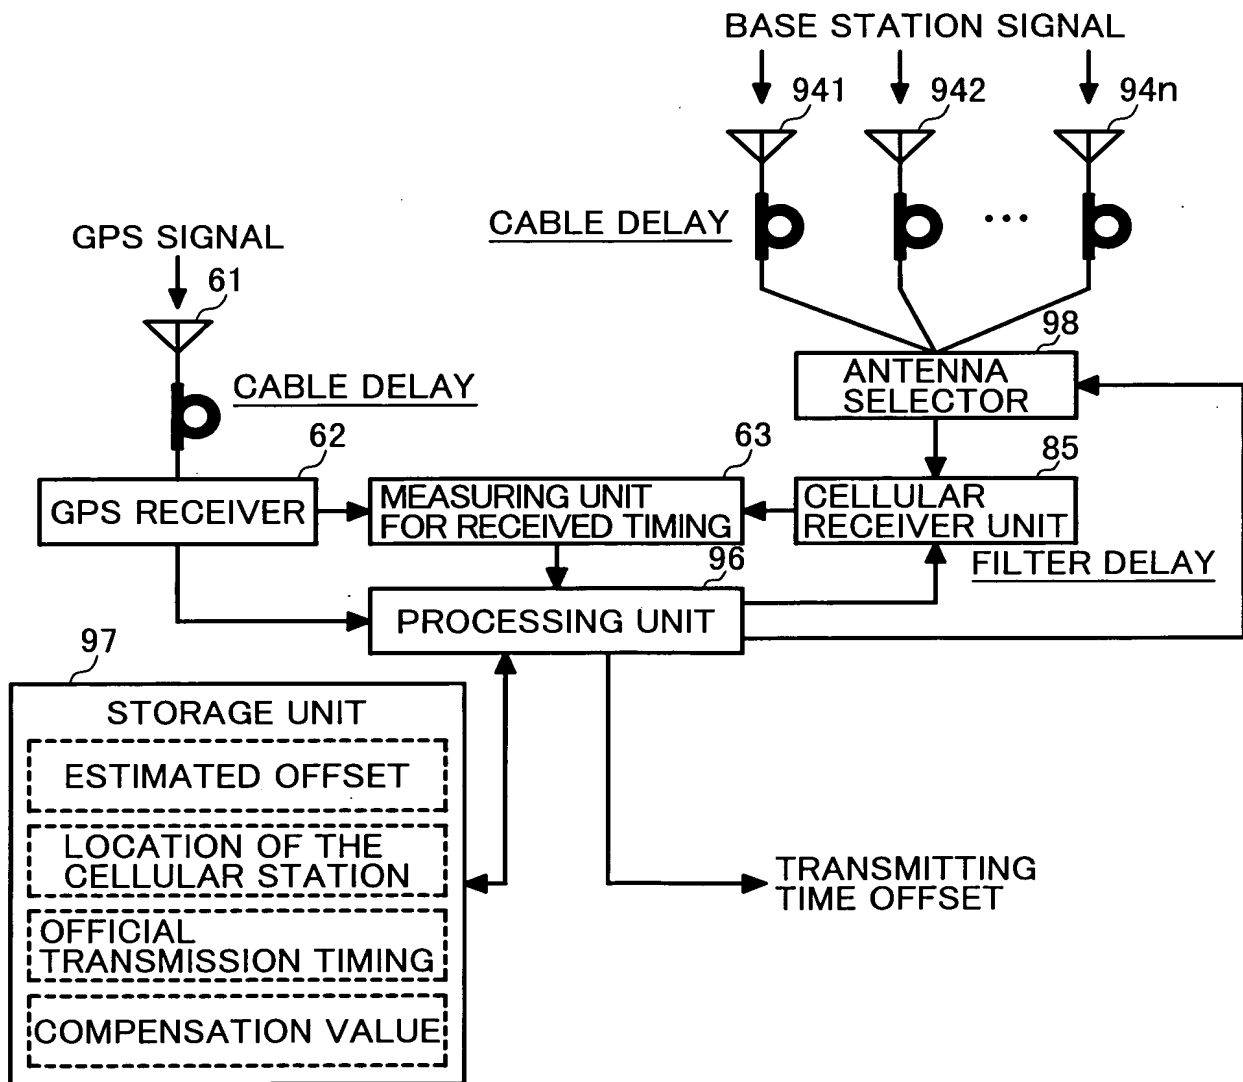 BASE STATION SIGNAL
941
942
94n
CABLE DELAY
...
GPS SIGNAL
61
CABLE DELAY
98
ANTENNA
SELECTOR
62
GPS RECEIVER
63
MEASURING UNIT
FOR RECEIVED TIMING
85
CELLULAR
RECEIVER UNIT
FILTER DELAY
96
PROCESSING UNIT
97
STORAGE UNIT
ESTIMATED OFFSET
LOCATION OF THE
CELLULAR STATION
OFFICIAL
TRANSMISSION TIMING
COMPENSATION VALUE
TRANSMITTING
TIME OFFSET